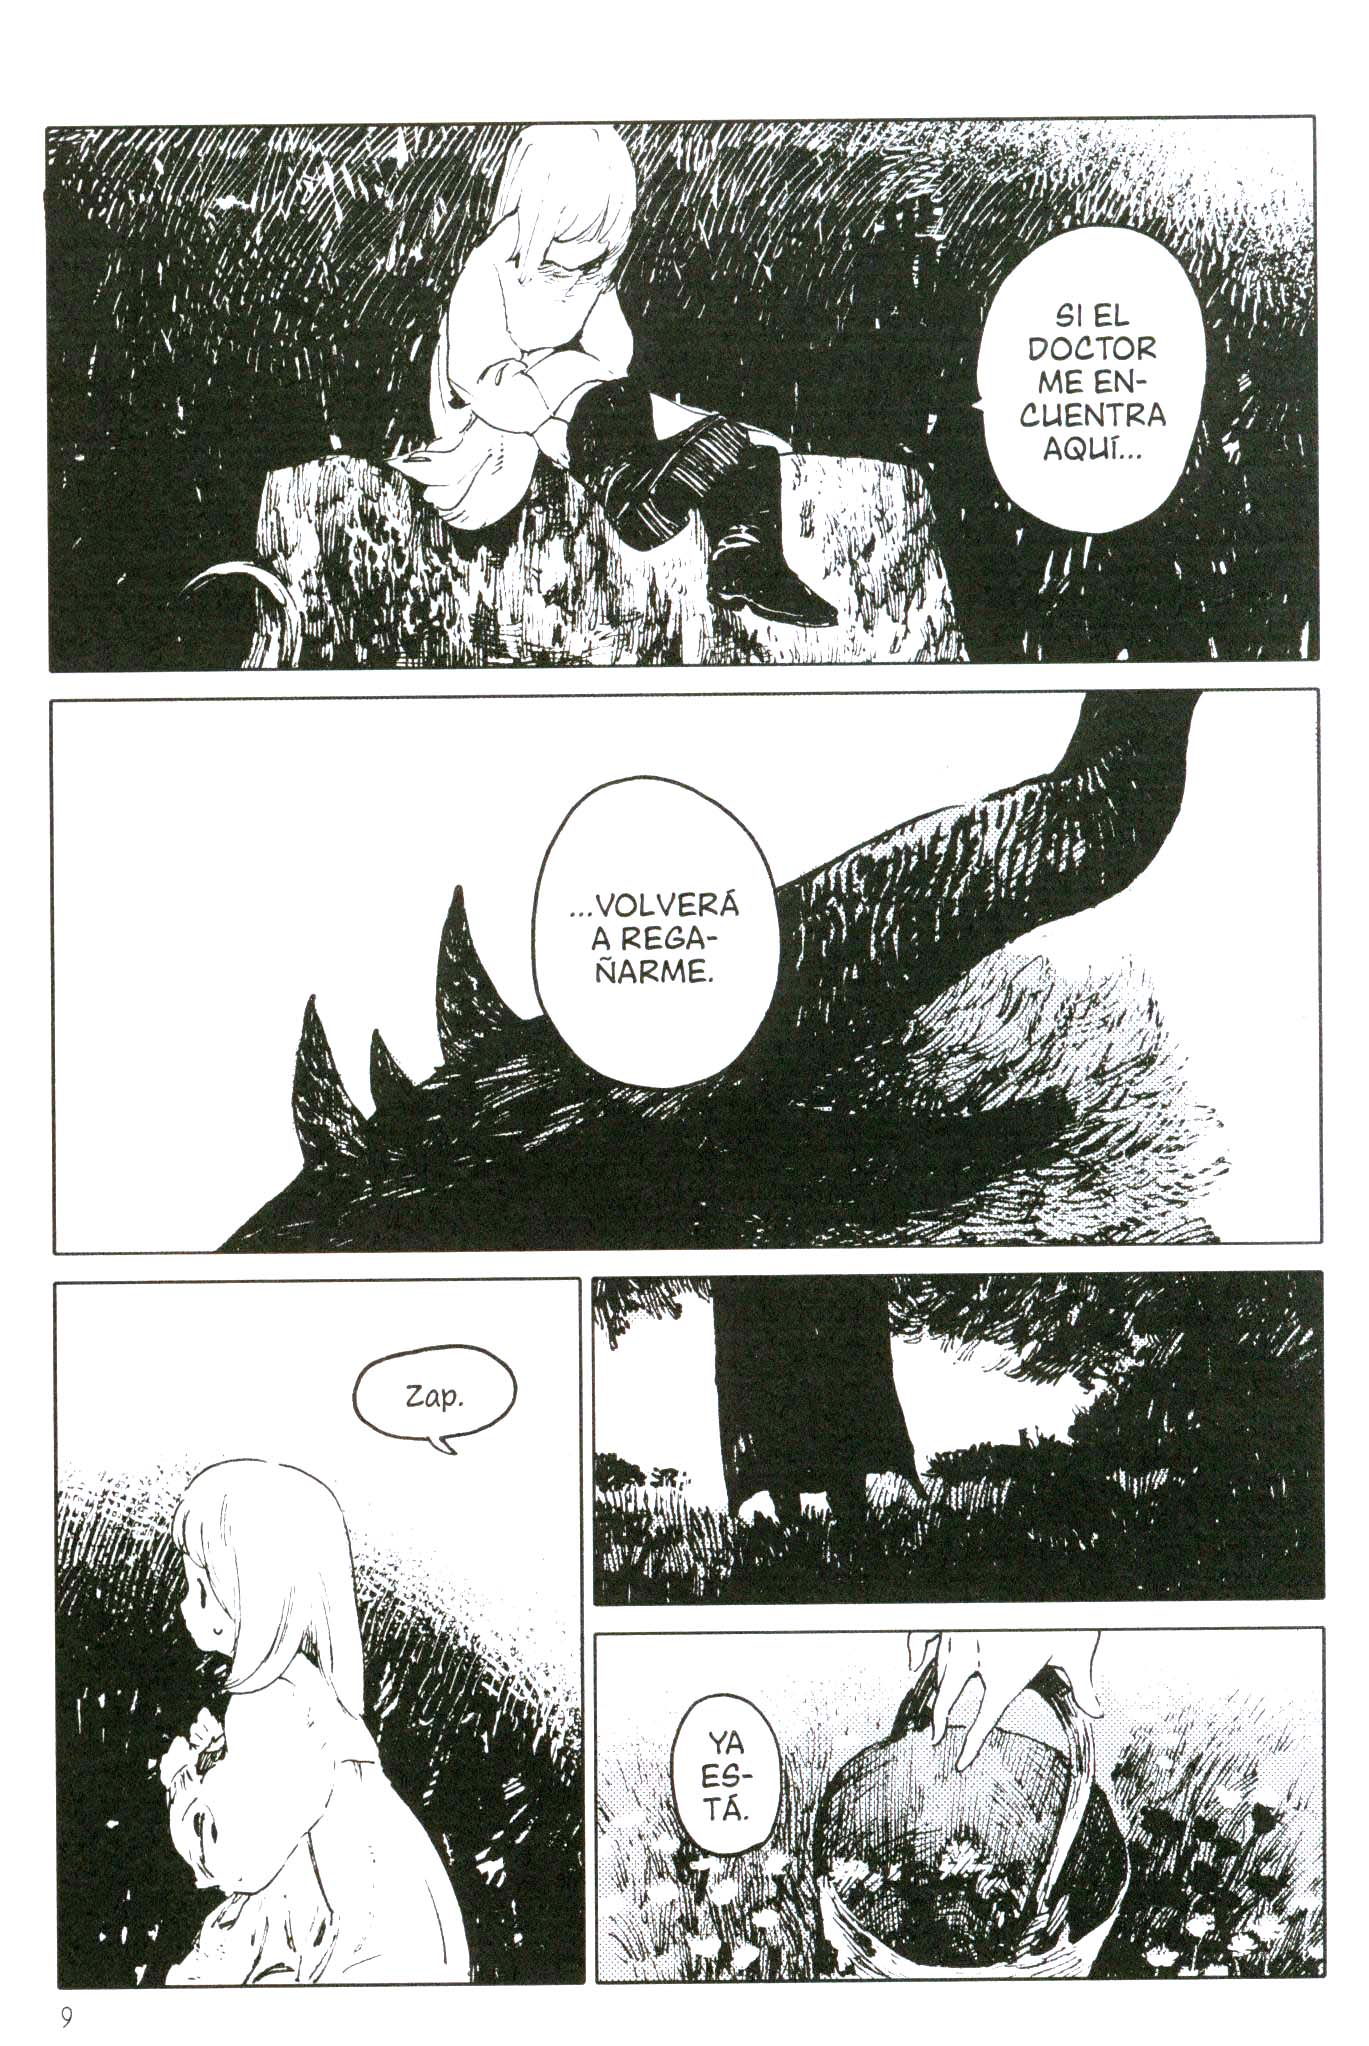 SI EL
DOCTOR
ME EN-
CUENTRA
AQUÍ...
...VOLVERÁ
A REGA-
ÑARME.
Zap.
YA
ES-
TÁ.
9